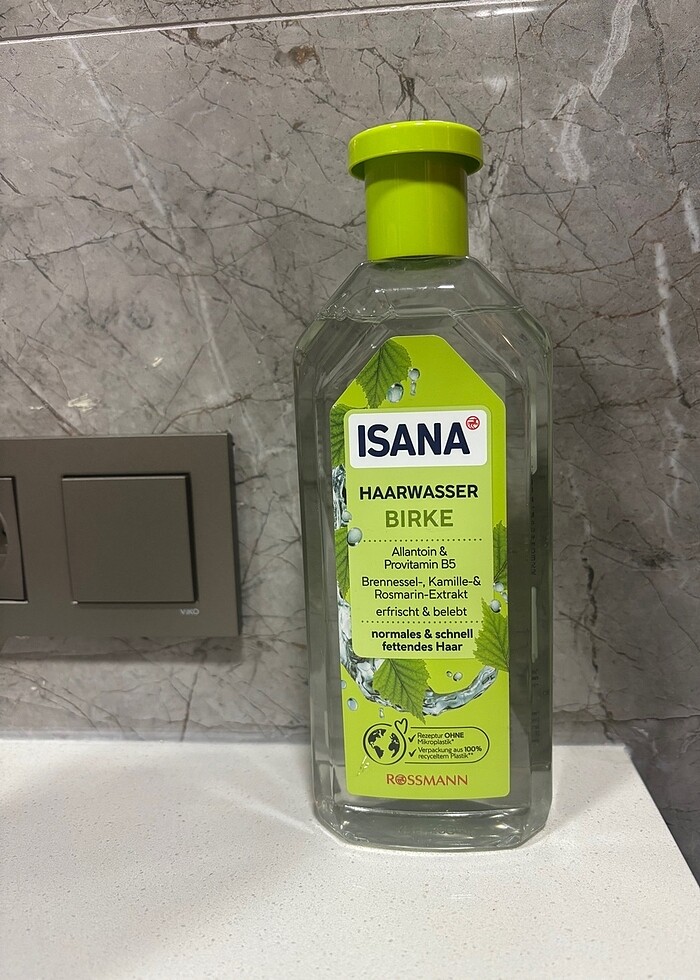 ISANA
HAARWASSER
BIRKE
Allantoin &
Provitamin B5
Brennessel-, Kamille-&
Rosmarin-Extrakt
erfrischt & belebt
normales & schnell
fettendes Haar
Rezeptur OHNE
Mikroplastik*
Verpackung aus 100%
recyceltem Plastik**
ROSSMANN
VIKO